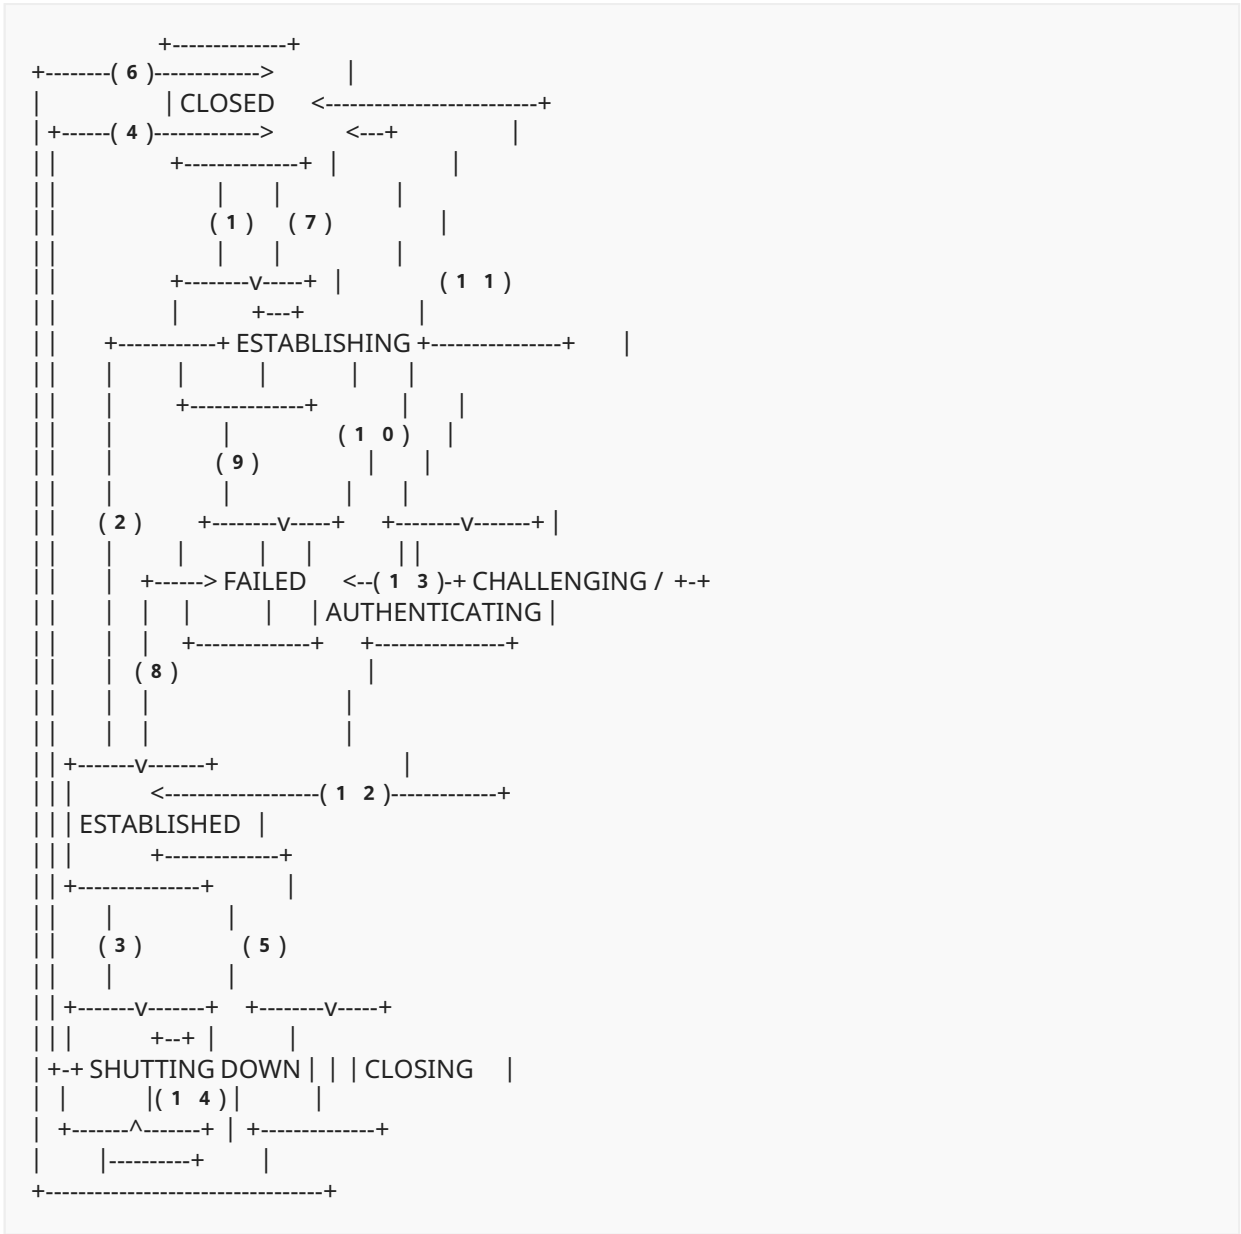 +--------------+
+--------( 6 )------------->           |
|               | CLOSED     <--------------------------+
| +------( 4 )------------->        <---+              |
| |              +--------------+  |              |
| |                    |      |              |
| |                   ( 1 )    ( 7 )             |
| |                    |      |              |
| |              +--------v-----+  |            ( 1 1 )
| |              |         +---+              |
| |      +------------+ ESTABLISHING +----------------+      |
| |      |        |         |           |      |
| |      |        +--------------+          |      |
| |      |              |             ( 1 0 )    |
| |      |             ( 9 )             |      |
| |      |              |              |      |
| |     ( 2 )       +--------v-----+     +--------v-------+ |
| |      |        |         |     |          | |
| |      |    +------> FAILED     <--( 1 3 )-+ CHALLENGING /  +-+
| |      |    |     |         |     | AUTHENTICATING |
| |      |    |     +--------------+     +----------------+
| |      |   ( 8 )                       |
| |      |    |                        |
| |      |    |                        |
| | +-------v-------+                       |
| | |          <-------------------( 1 2 )-------------+
| | | ESTABLISHED   |
| | |          +--------------+
| | +---------------+         |
| |      |              |
| |     ( 3 )             ( 5 )
| |      |              |
| | +-------v-------+    +--------v-----+
| | |          +--+  |         |
| +-+ SHUTTING DOWN |  |  | CLOSING     |
|  |          |( 1 4 ) |         |
|  +-------^-------+  |  +--------------+
|        |----------+       |
+----------------------------------+